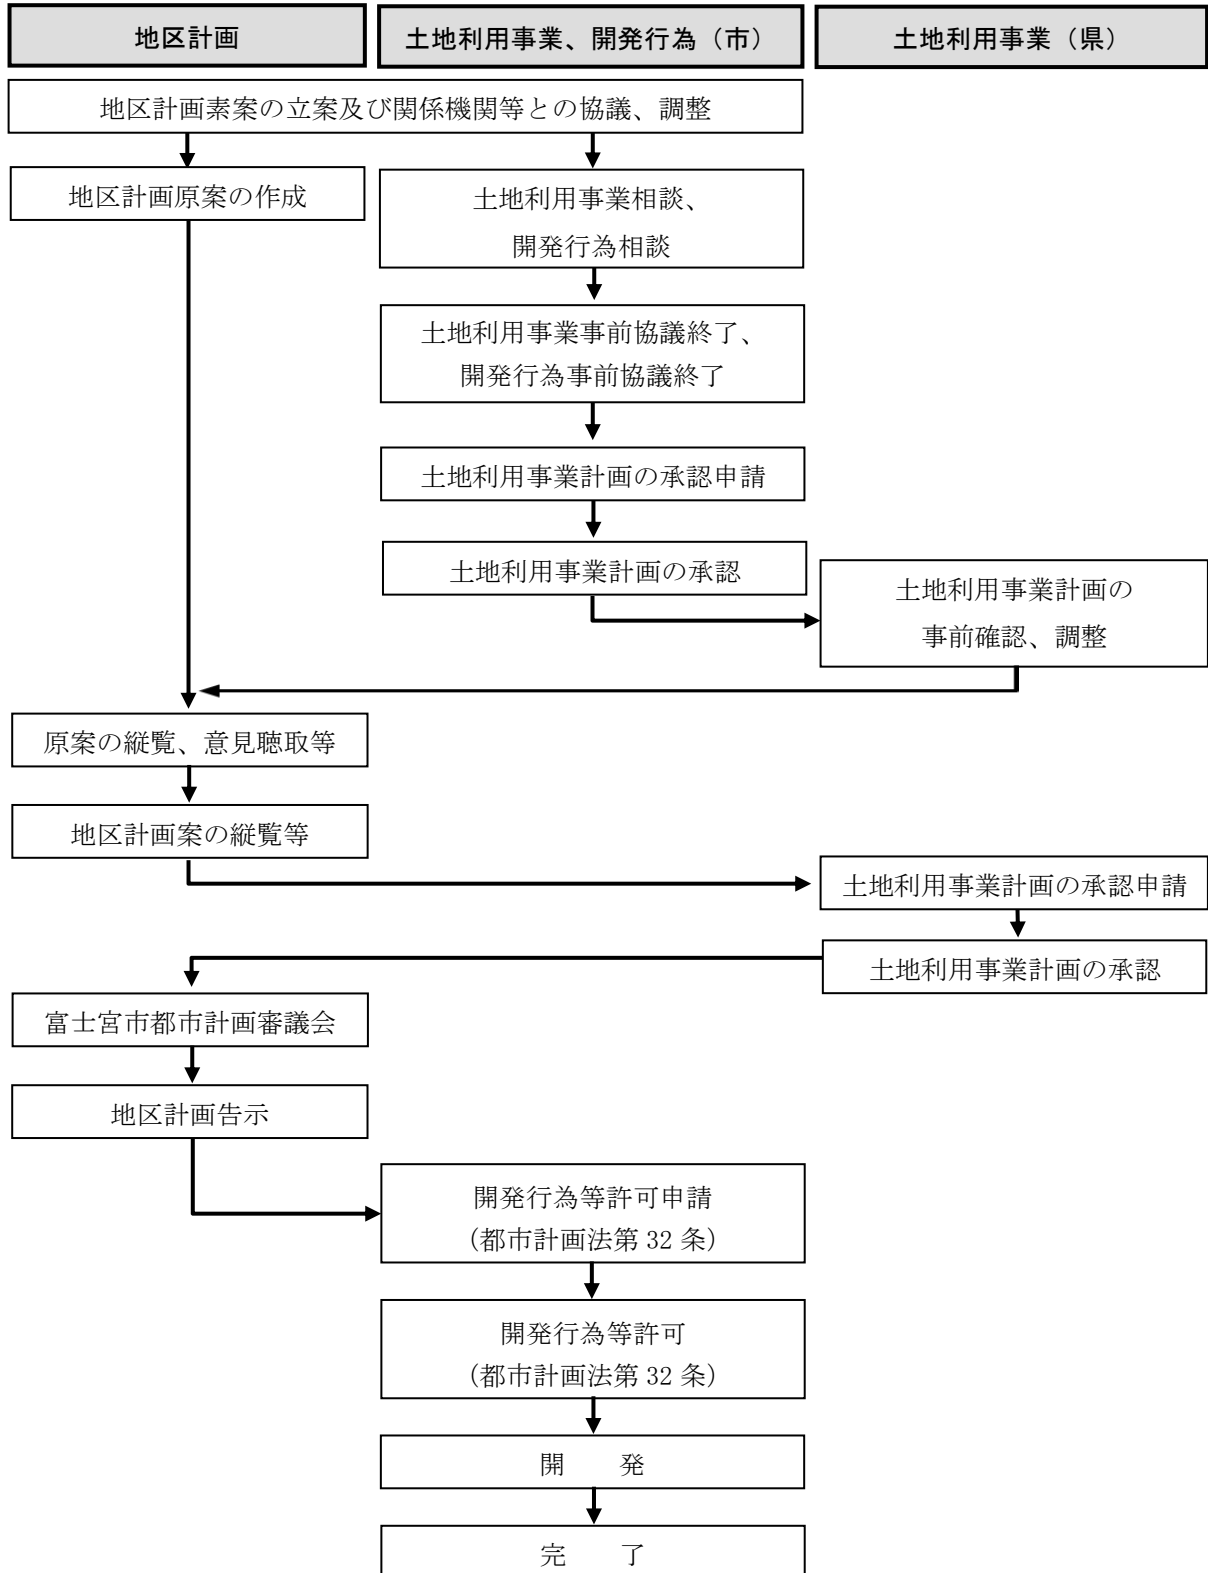 地区計画
土地利用事業、開発行為（市）
土地利用事業（県）
地区計画素案の立案及び関係機関等との協議、調整
地区計画原案の作成
土地利用事業相談、
開発行為相談
土地利用事業事前協議終了、
開発行為事前協議終了
土地利用事業計画の承認申請
土地利用事業計画の承認
土地利用事業計画の
事前確認、調整
原案の縦覧、意見聴取等
地区計画案の縦覧等
土地利用事業計画の承認申請
土地利用事業計画の承認
富士宮市都市計画審議会
地区計画告示
開発行為等許可申請
（都市計画法第 32 条）
開発行為等許可
（都市計画法第 32 条）
開　　発
完　　了